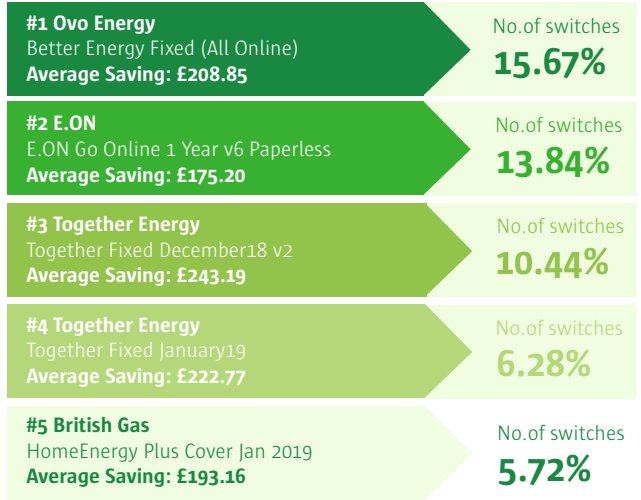 #1 Ovo Energy
Better Energy Fixed (All Online)
Average Saving: £208.85
No.of switches
15.67%
#2 E.ON
E.ON Go Online 1 Year v6 Paperless
Average Saving: £175.20
No.of switches
13.84%
#3 Together Energy
Together Fixed December18 v2
Average Saving: £243.19
No.of switches
10.44%
#4 Together Energy
Together Fixed January19
Average Saving: £222.77
No.of switches
6.28%
#5 British Gas
HomeEnergy Plus Cover Jan 2019
Average Saving: £193.16
No.of switches
5.72%